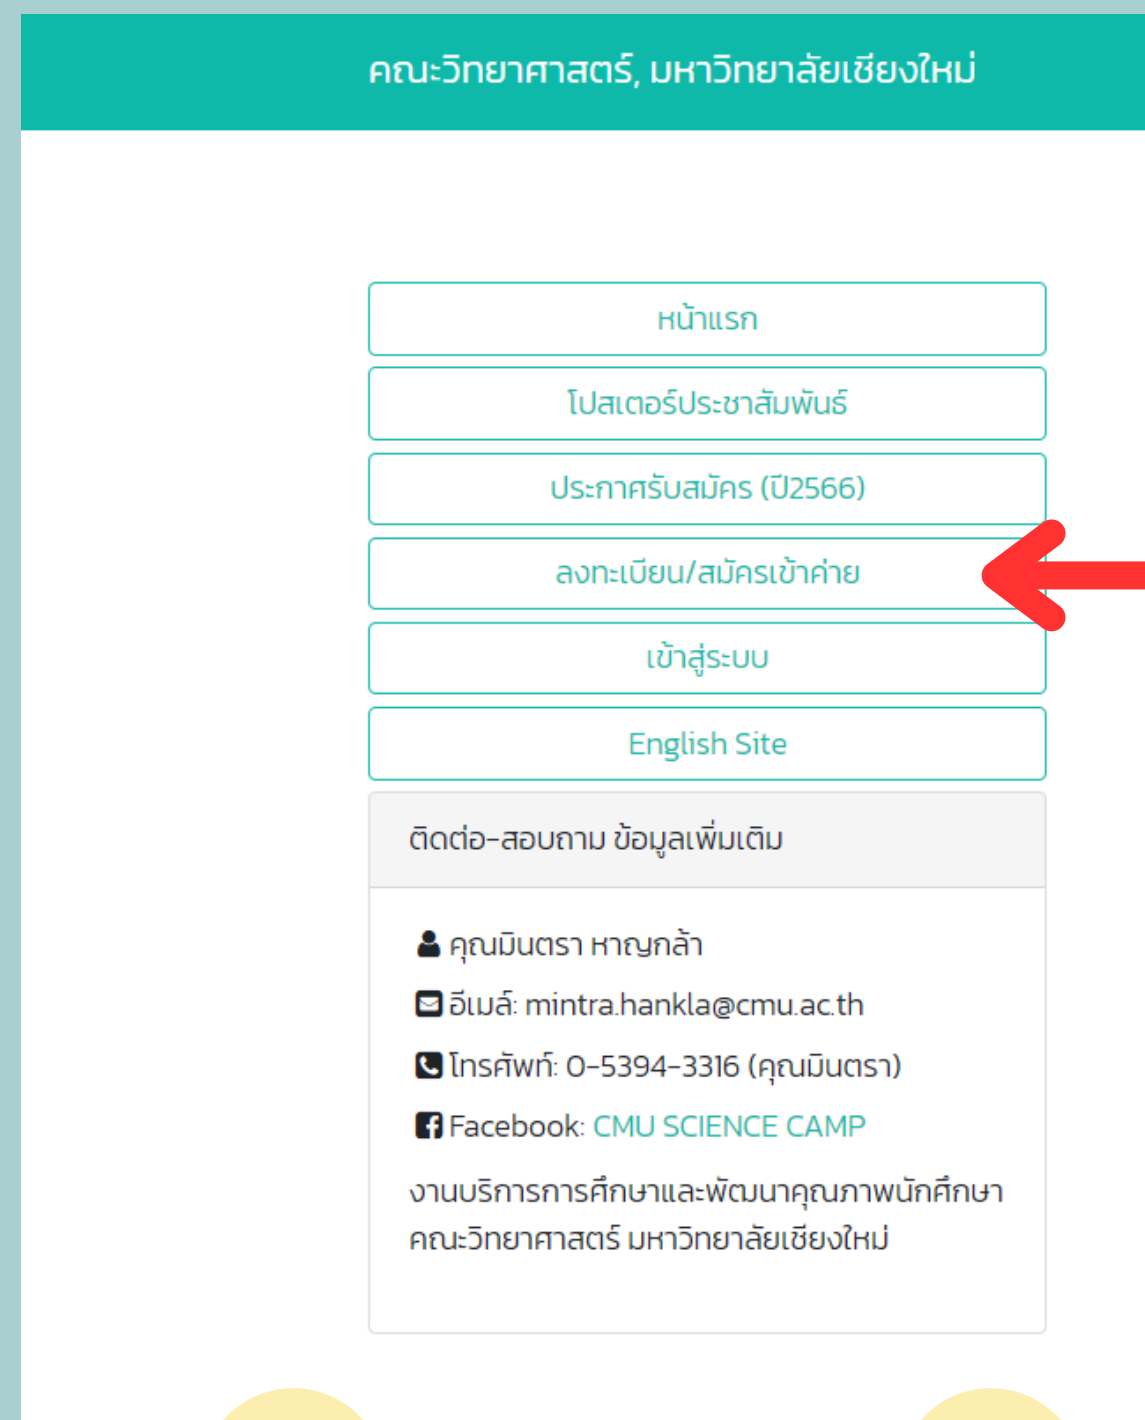 คณะวิทยาศาสตร์, มหาวิทยาลัยเชียงใหม่
หน้าแรก
โปสเตอร์ประชาสัมพันธ์
ประกาศรับสมัคร (ปี2566)
ลงทะเบียน/สมัครเข้าค่าย
เข้าสู่ระบบ
English Site
ติดต่อ-สอบถาม ข้อมูลเพิ่มเติม
คุณมินตรา หาญกล้า
อีเมล์: mintra.hankla@cmu.ac.th
โทรศัพท์: 0-5394-3316 (คุณมินตรา)
Facebook: CMU SCIENCE CAMP
งานบริการการศึกษาและพัฒนาคุณภาพนักศึกษา
คณะวิทยาศาสตร์ มหาวิทยาลัยเชียงใหม่